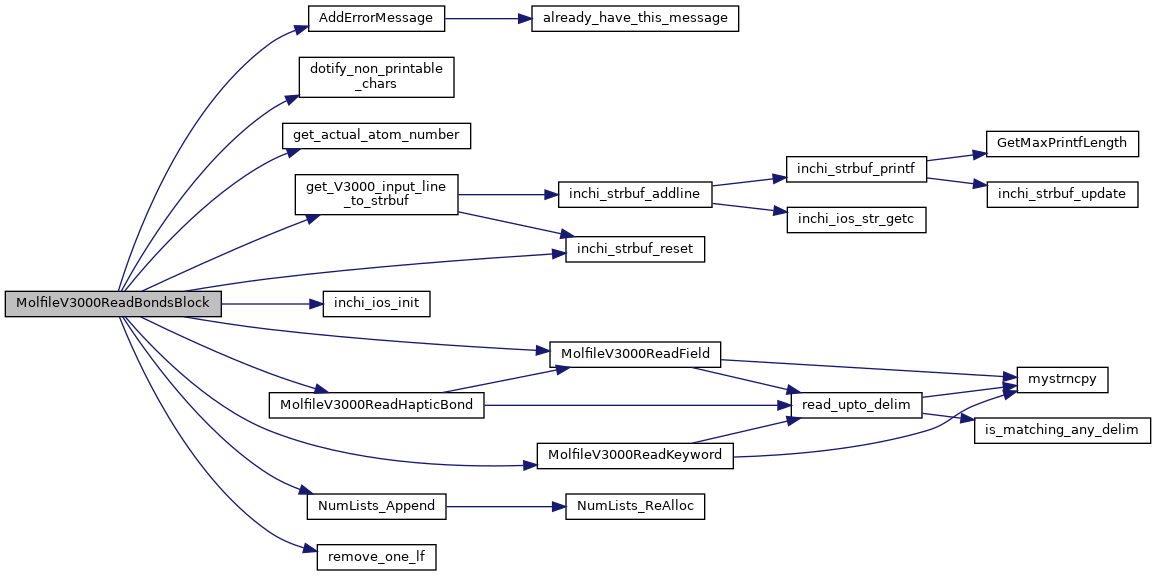 AddErrorMessage
already_have_this_message
dotify_non_printable
_chars
get_actual_atom_number
GetMaxPrintfLength
inchi_strbuf_printf
get_V3000_input_line
_to_strbuf
inchi_strbuf_addline
inchi_strbuf_update
inchi_ios_str_getc
inchi_strbuf_reset
MolfileV3000ReadBondsBlock
inchi_ios_init
MolfileV3000ReadField
mystrncpy
MolfileV3000ReadHapticBond
read_upto_delim
is_matching_any_delim
MolfileV3000ReadKeyword
NumLists_Append
NumLists_ReAlloc
remove_one_lf